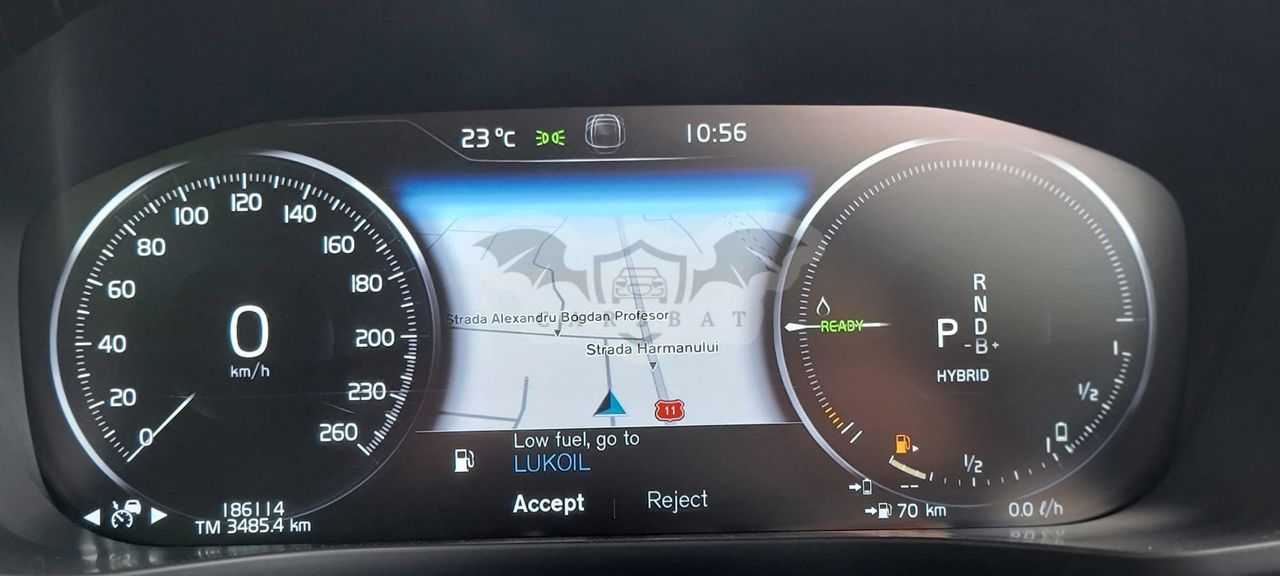 23 °C 10:56
0 20 40 60 80 100 120 140 160 180 200 230 260
0
km/h
Strada Alexandru Bogdan Profesor
CARSBAT
Strada Harmanului
11
Low fuel, go to
LUKOIL
Accept Reject
186114
TM 3485.4 km
READY
R
N
D
P -B+
HYBRID
1/2
1
1/2
1
--
70 km
0.0 ℓ/h